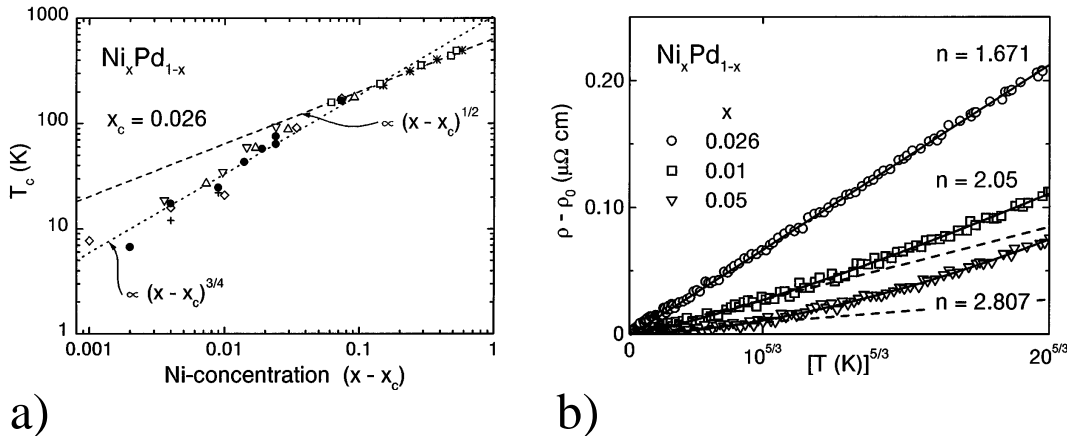 1000
100
10
1
T_c (K)
Ni_xPd_{1-x}
x_c = 0.026
∝ (x - x_c)^{1/2}
∝ (x - x_c)^{3/4}
0.001 0.01 0.1 1
Ni-concentration (x - x_c)
a)
0.20
0.10
0
ρ - ρ_0 (μΩ cm)
Ni_xPd_{1-x}
x
0.026
0.01
0.05
n = 1.671
n = 2.05
n = 2.807
0 10^{5/3} 20^{5/3}
[T (K)]^{5/3}
b)